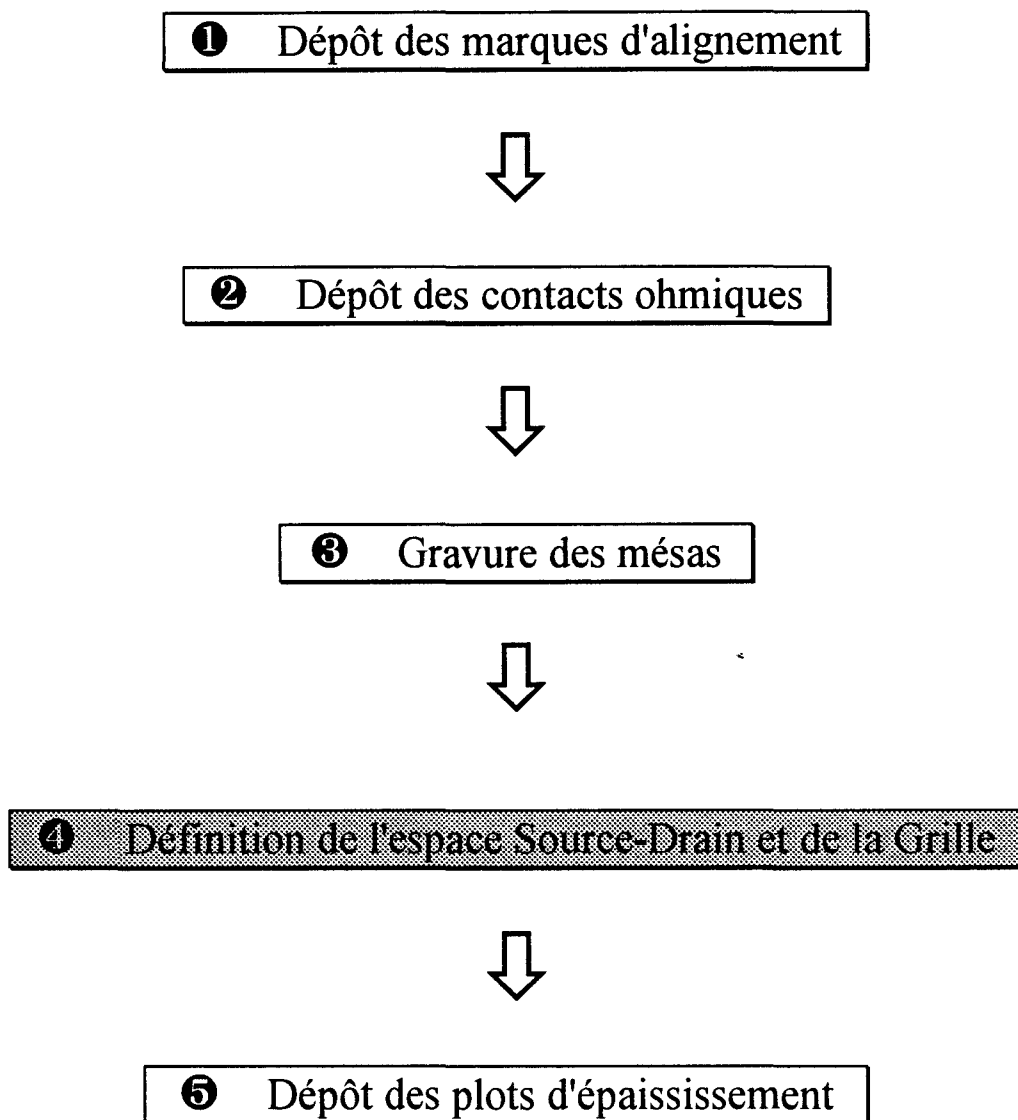 ❶ Dépôt des marques d'alignement
❷ Dépôt des contacts ohmiques
❸ Gravure des mésas
❹ Définition de l'espace Source-Drain et de la Grille
❺ Dépôt des plots d'épaississement